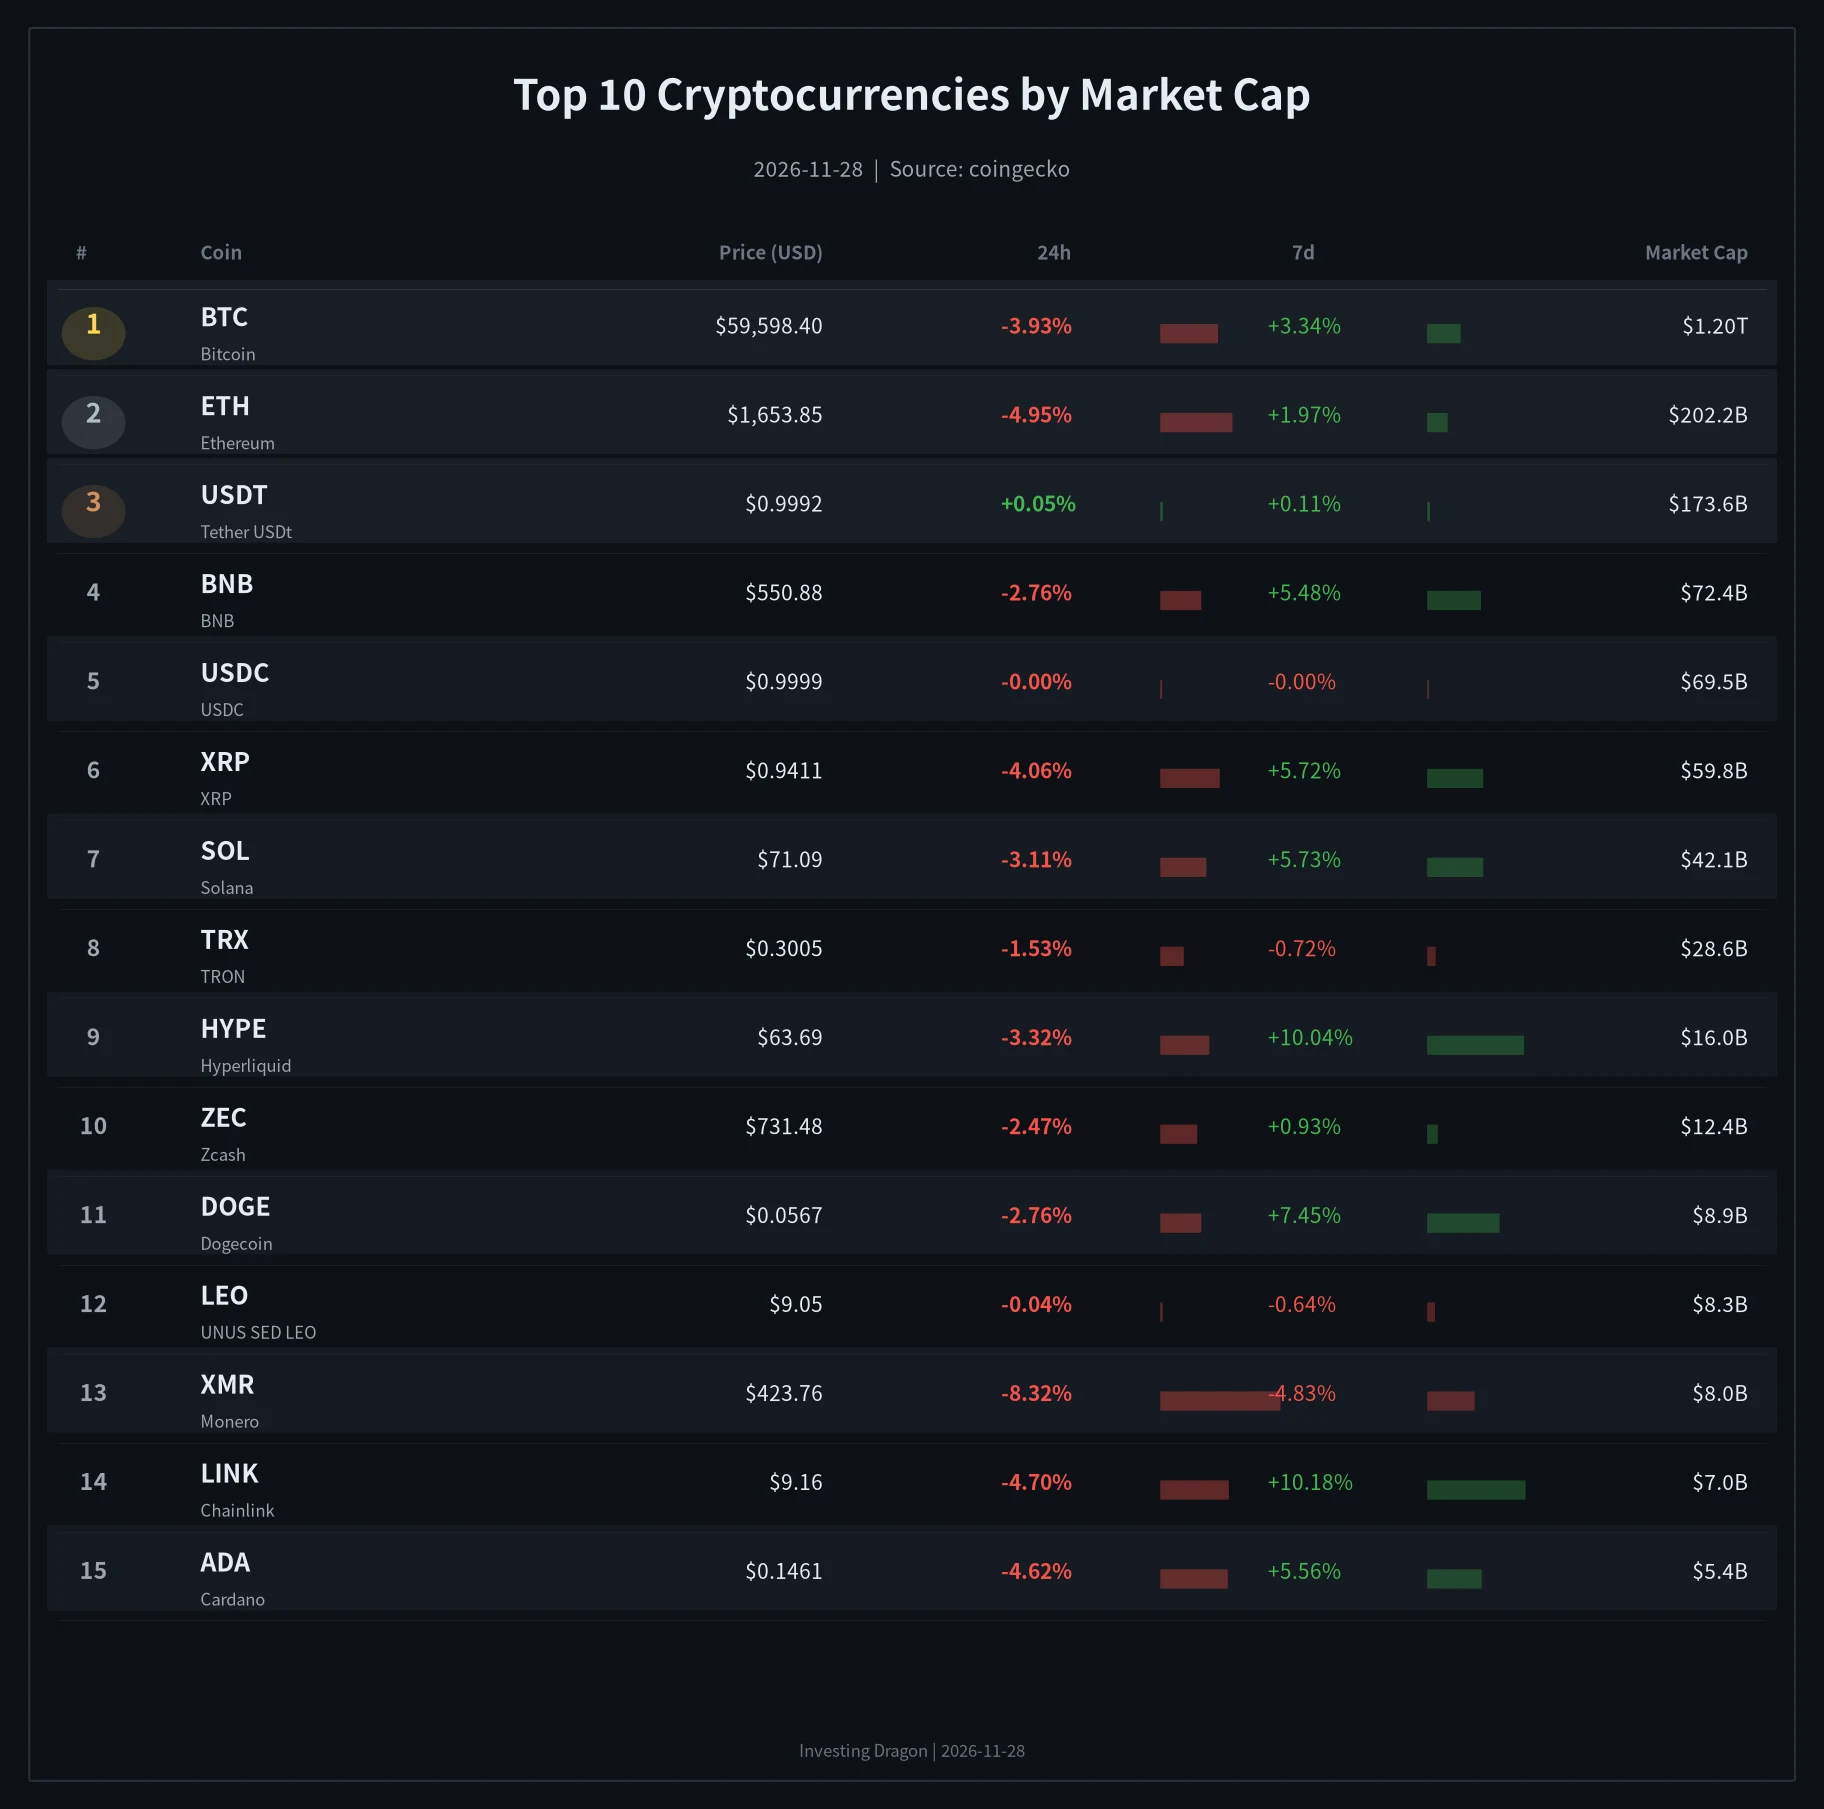 Top 10 Cryptocurrencies by Market Cap
2026-11-28 | Source: coingecko
# Coin Price (USD) 24h 7d Market Cap
1 BTC $59,598.40 -3.93% +3.34% $1.20T
Bitcoin
2 ETH $1,653.85 -4.95% +1.97% $202.2B
Ethereum
3 USDT $0.9992 +0.05% +0.11% $173.6B
Tether USDt
4 BNB $550.88 -2.76% +5.48% $72.4B
BNB
5 USDC $0.9999 -0.00% -0.00% $69.5B
USDC
6 XRP $0.9411 -4.06% +5.72% $59.8B
XRP
7 SOL $71.09 -3.11% +5.73% $42.1B
Solana
8 TRX $0.3005 -1.53% -0.72% $28.6B
TRON
9 HYPE $63.69 -3.32% +10.04% $16.0B
Hyperliquid
10 ZEC $731.48 -2.47% +0.93% $12.4B
Zcash
11 DOGE $0.0567 -2.76% +7.45% $8.9B
Dogecoin
12 LEO $9.05 -0.04% -0.64% $8.3B
UNUS SED LEO
13 XMR $423.76 -8.32% -4.83% $8.0B
Monero
14 LINK $9.16 -4.70% +10.18% $7.0B
Chainlink
15 ADA $0.1461 -4.62% +5.56% $5.4B
Cardano
Investing Dragon | 2026-11-28